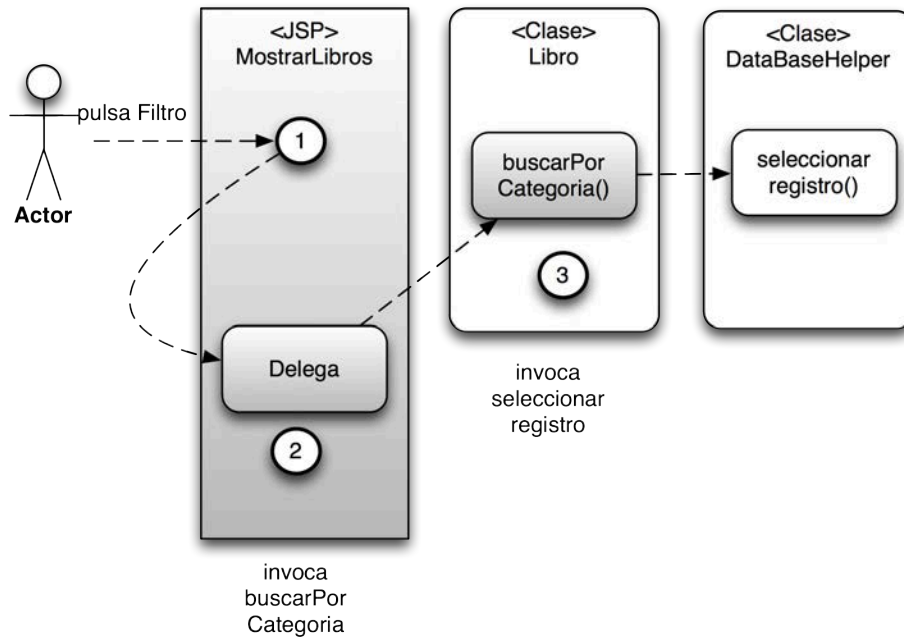 <JSP>
MostrarLibros
<Clase>
Libro
<Clase>
DataBaseHelper
pulsa Filtro
1
Actor
buscarPor
Categoria()
seleccionar
registro()
3
Delega
2
invoca
seleccionar
registro
invoca
buscarPor
Categoria